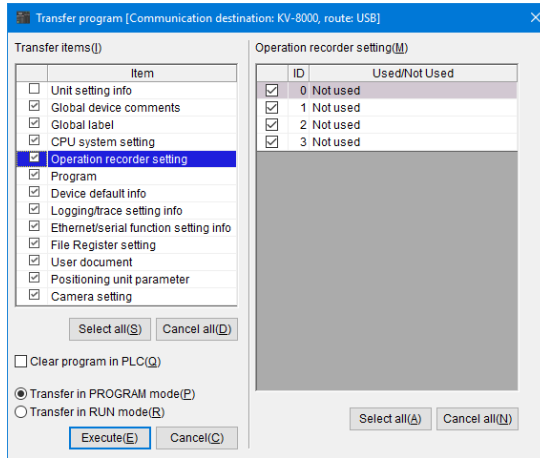 Transfer program [Communication destination: KV-8000, route: USB]
Transfer items(I)
Item
Unit setting info
Global device comments
Global label
CPU system setting
Operation recorder setting
Program
Device default info
Logging/trace setting info
Ethernet/serial function setting info
File Register setting
User document
Positioning unit parameter
Camera setting
Select all(S) Cancel all(D)
Clear program in PLC(Q)
Transfer in PROGRAM mode(P)
Transfer in RUN mode(R)
Execute(E) Cancel(C)
Operation recorder setting(M)
ID Used/Not Used
0 Not used
1 Not used
2 Not used
3 Not used
Select all(A) Cancel all(N)